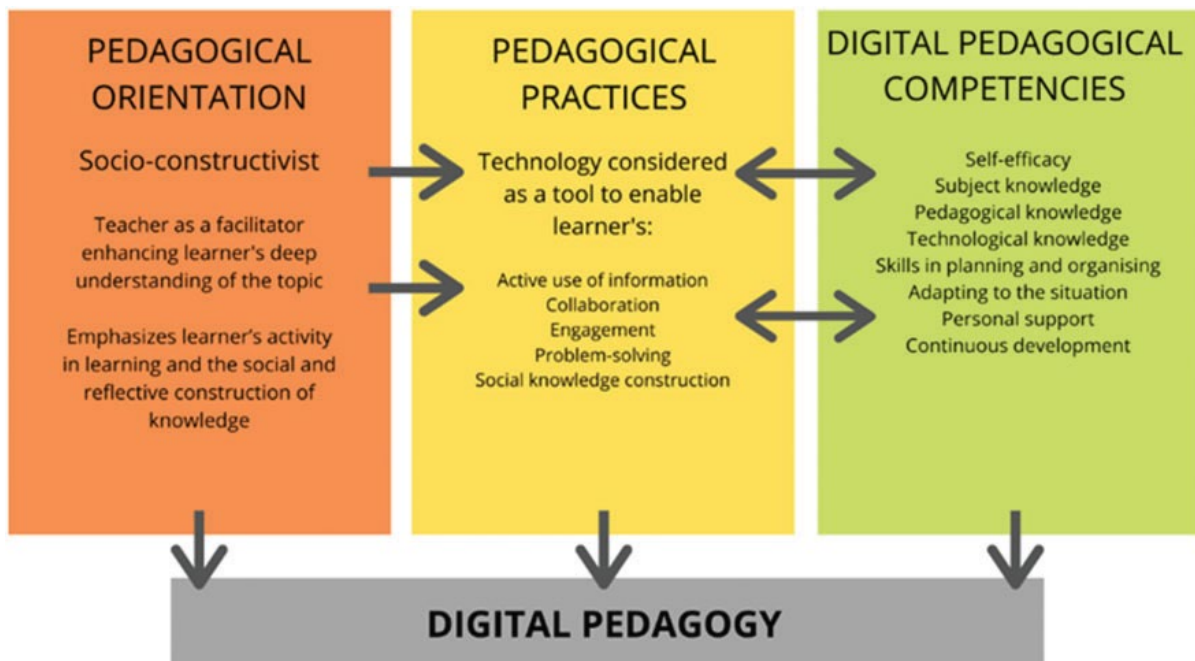 PEDAGOGICAL
ORIENTATION
Socio-constructivist
Teacher as a facilitator
enhancing learner's deep
understanding of the topic
Emphasizes learner's activity
in learning and the social and
reflective construction of
knowledge
PEDAGOGICAL
PRACTICES
Technology considered
as a tool to enable
learner's:
Active use of information
Collaboration
Engagement
Problem-solving
Social knowledge construction
DIGITAL PEDAGOGICAL
COMPETENCIES
Self-efficacy
Subject knowledge
Pedagogical knowledge
Technological knowledge
Skills in planning and organising
Adapting to the situation
Personal support
Continuous development
DIGITAL PEDAGOGY